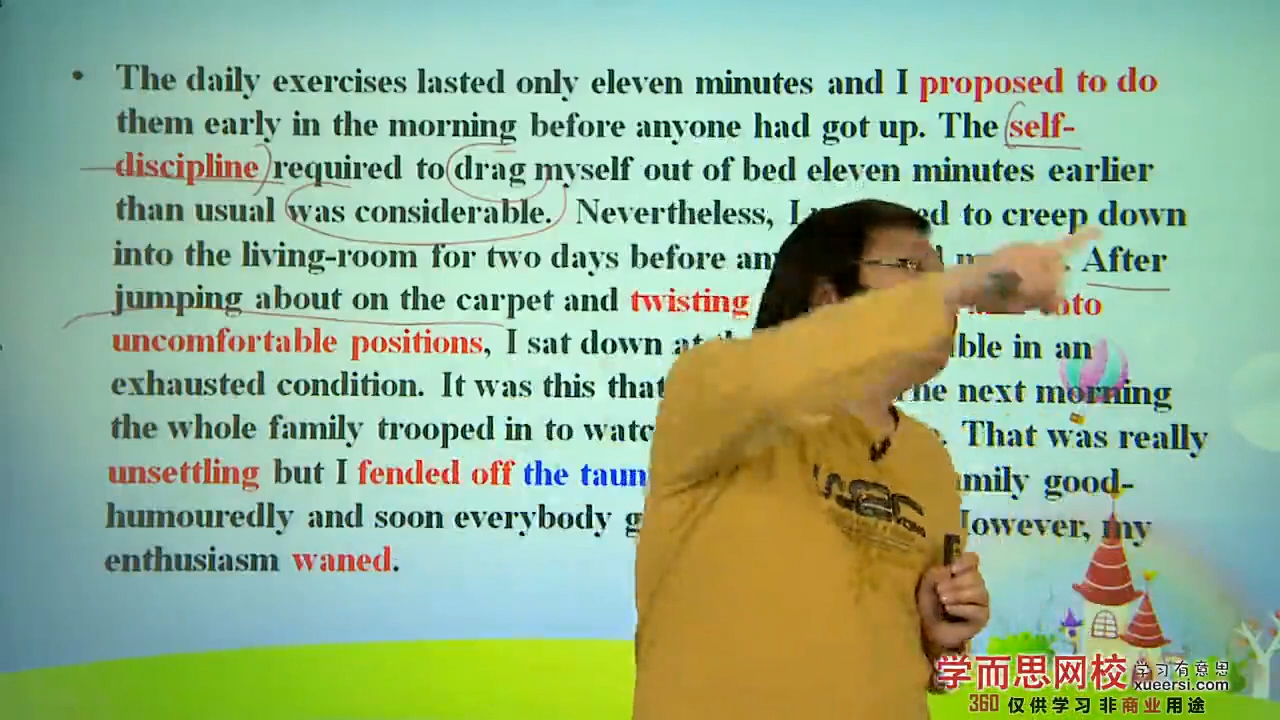 • The daily exercises lasted only eleven minutes and I proposed to do
them early in the morning before anyone had got up. The self-
discipline required to drag myself out of bed eleven minutes earlier
than usual was considerable. Nevertheless, I ed to creep down
into the living-room for two days before After
jumping about on the carpet and twisting into
uncomfortable positions, I sat down at in an
exhausted condition. It was this that next morning
the whole family trooped in to That was really
unsettling but I fended off the good-
humouredly and soon everybody However, my
enthusiasm waned.
学而思网校 学习有意思
xueersi.com
360 仅供学习 非商业用途